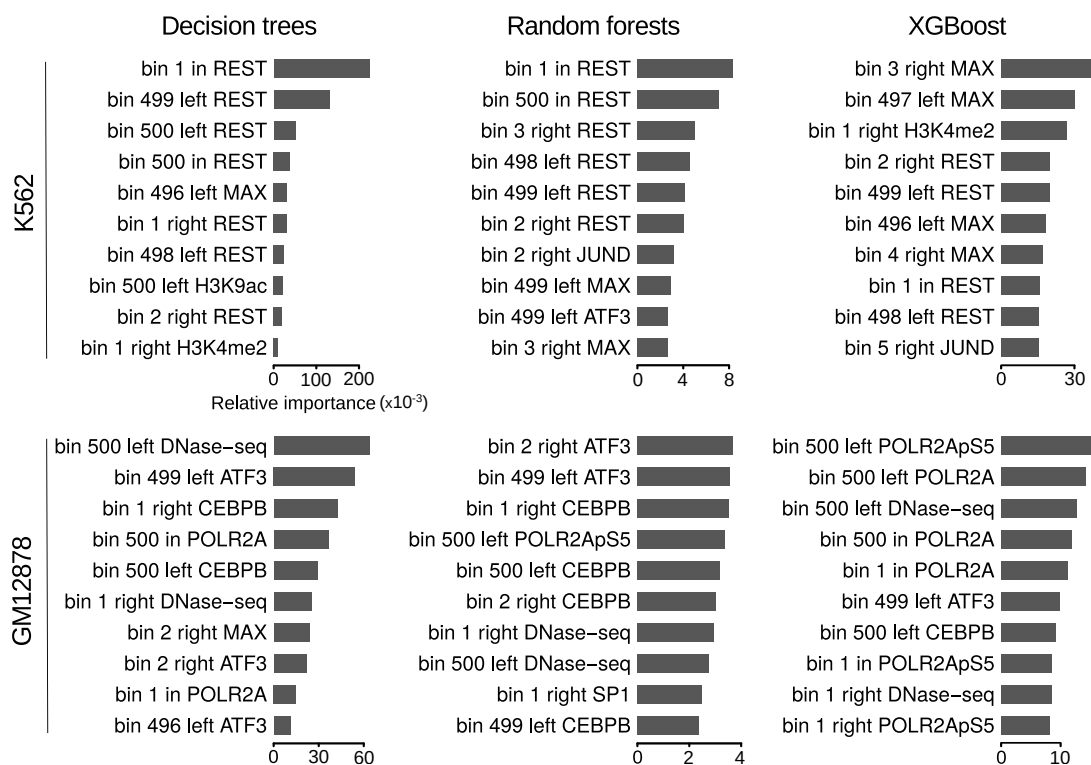 Decision trees
Random forests
XGBoost
K562
bin 1 in REST
bin 499 left REST
bin 500 left REST
bin 500 in REST
bin 496 left MAX
bin 1 right REST
bin 498 left REST
bin 500 left H3K9ac
bin 2 right REST
bin 1 right H3K4me2
0 100 200
Relative importance (x10⁻³)
bin 1 in REST
bin 500 in REST
bin 3 right REST
bin 498 left REST
bin 499 left REST
bin 2 right REST
bin 2 right JUND
bin 499 left MAX
bin 499 left ATF3
bin 3 right MAX
0 4 8
bin 3 right MAX
bin 497 left MAX
bin 1 right H3K4me2
bin 2 right REST
bin 499 left REST
bin 496 left MAX
bin 4 right MAX
bin 1 in REST
bin 498 left REST
bin 5 right JUND
0 30
GM12878
bin 500 left DNase−seq
bin 499 left ATF3
bin 1 right CEBPB
bin 500 in POLR2A
bin 500 left CEBPB
bin 1 right DNase−seq
bin 2 right MAX
bin 2 right ATF3
bin 1 in POLR2A
bin 496 left ATF3
0 30 60
bin 2 right ATF3
bin 499 left ATF3
bin 1 right CEBPB
bin 500 left POLR2ApS5
bin 500 left CEBPB
bin 2 right CEBPB
bin 1 right DNase−seq
bin 500 left DNase−seq
bin 1 right SP1
bin 499 left CEBPB
0 2 4
bin 500 left POLR2ApS5
bin 500 left POLR2A
bin 500 left DNase−seq
bin 500 in POLR2A
bin 1 in POLR2A
bin 499 left ATF3
bin 500 left CEBPB
bin 1 in POLR2ApS5
bin 1 right DNase−seq
bin 1 right POLR2ApS5
0 10